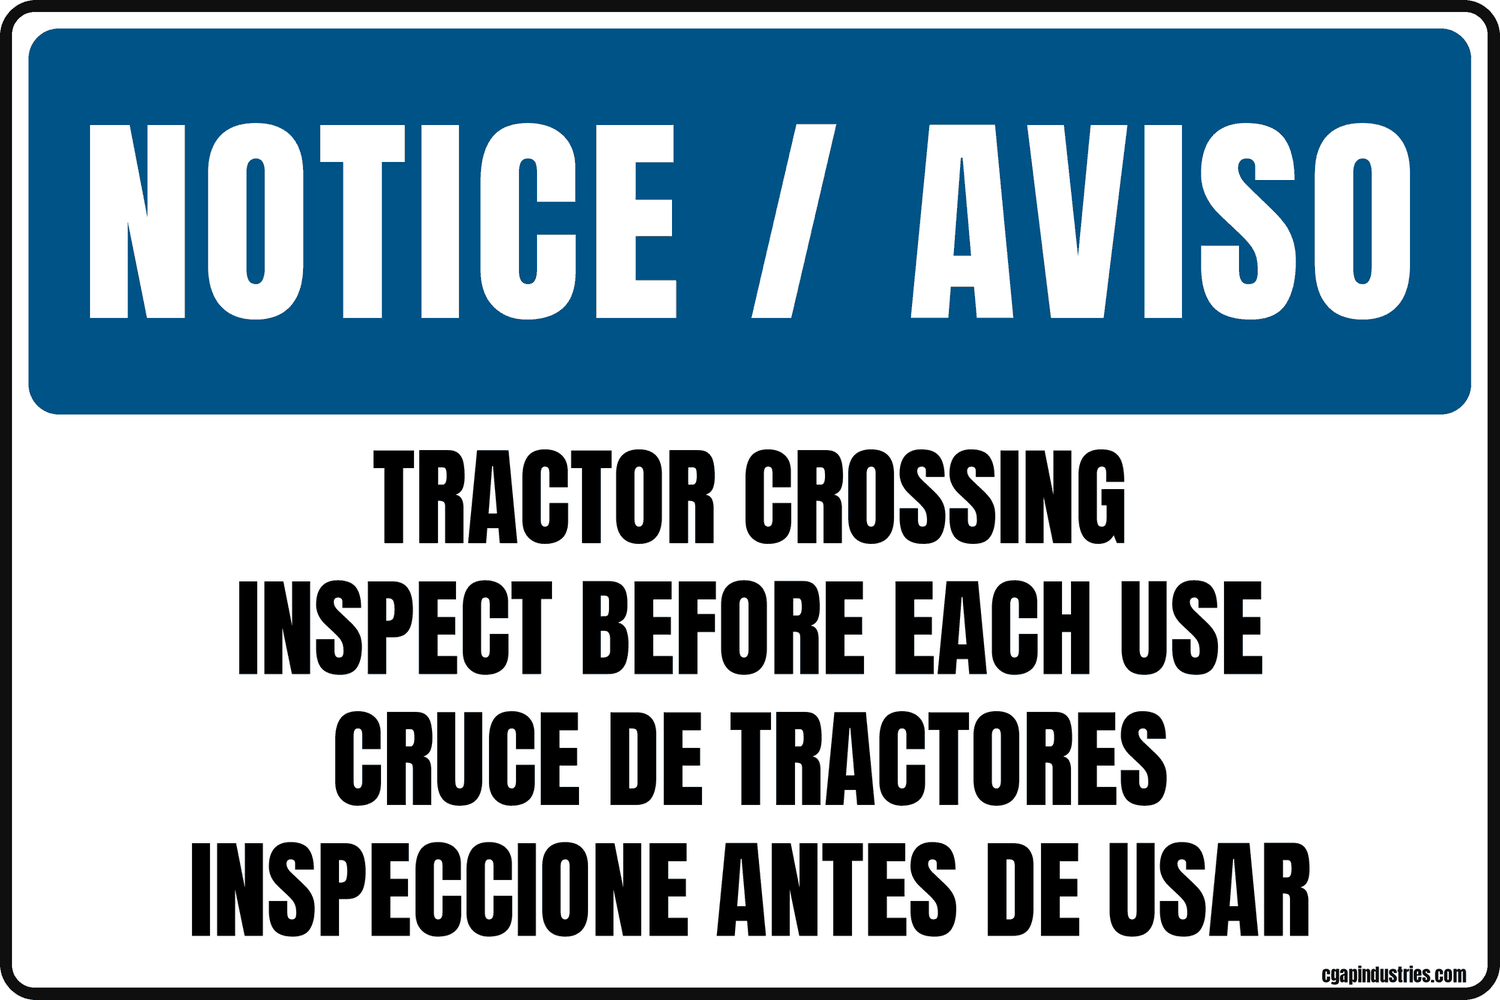 NOTICE / AVISO
TRACTOR CROSSING
INSPECT BEFORE EACH USE
CRUCE DE TRACTORES
INSPECCIONE ANTES DE USAR
cgapindustries.com